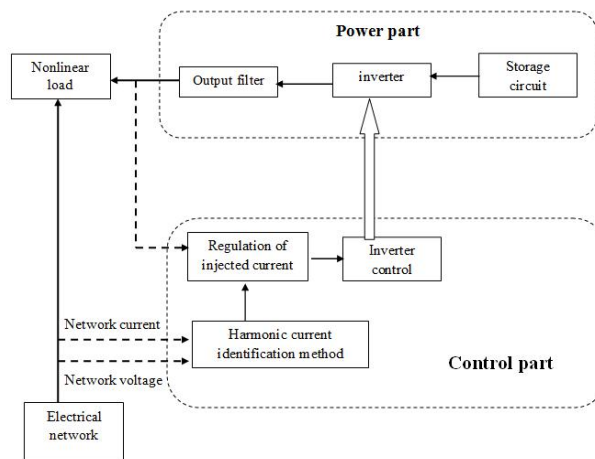 Power part
Nonlinear
load
Output filter
inverter
Storage
circuit
Regulation of
injected current
Inverter
control
Network current
Harmonic current
identification method
Network voltage
Control part
Electrical
network